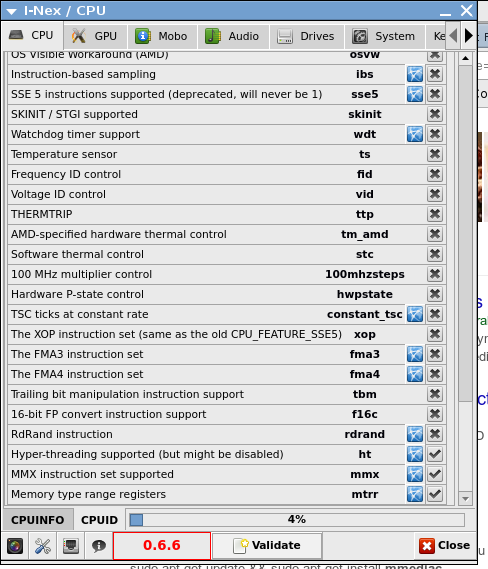 I-Nex / CPU
CPU GPU Mobo Audio Drives System Ke
OS Visible Workaround (AMD) osvw
Instruction-based sampling ibs
SSE 5 instructions supported (deprecated, will never be 1) sse5
SKINIT / STGI supported skinit
Watchdog timer support wdt
Temperature sensor ts
Frequency ID control fid
Voltage ID control vid
THERMTRIP ttp
AMD-specified hardware thermal control tm_amd
Software thermal control stc
100 MHz multiplier control 100mhzsteps
Hardware P-state control hwpstate
TSC ticks at constant rate constant_tsc
The XOP instruction set (same as the old CPU_FEATURE_SSE5) xop
The FMA3 instruction set fma3
The FMA4 instruction set fma4
Trailing bit manipulation instruction support tbm
16-bit FP convert instruction support f16c
RdRand instruction rdrand
Hyper-threading supported (but might be disabled) ht
MMX instruction set supported mmx
Memory type range registers mtrr
CPUINFO CPUID 4%
0.6.6 Validate Close
sudo apt-get update && sudo apt-get install mmediac